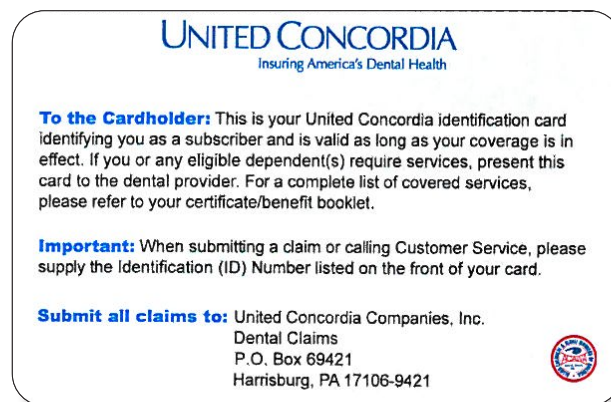 UNITED CONCORDIA
Insuring America's Dental Health
To the Cardholder: This is your United Concordia identification card
identifying you as a subscriber and is valid as long as your coverage is in
effect. If you or any eligible dependent(s) require services, present this
card to the dental provider. For a complete list of covered services,
please refer to your certificate/benefit booklet.
Important: When submitting a claim or calling Customer Service, please
supply the Identification (ID) Number listed on the front of your card.
Submit all claims to: United Concordia Companies, Inc.
Dental Claims
P.O. Box 69421
Harrisburg, PA 17106-9421